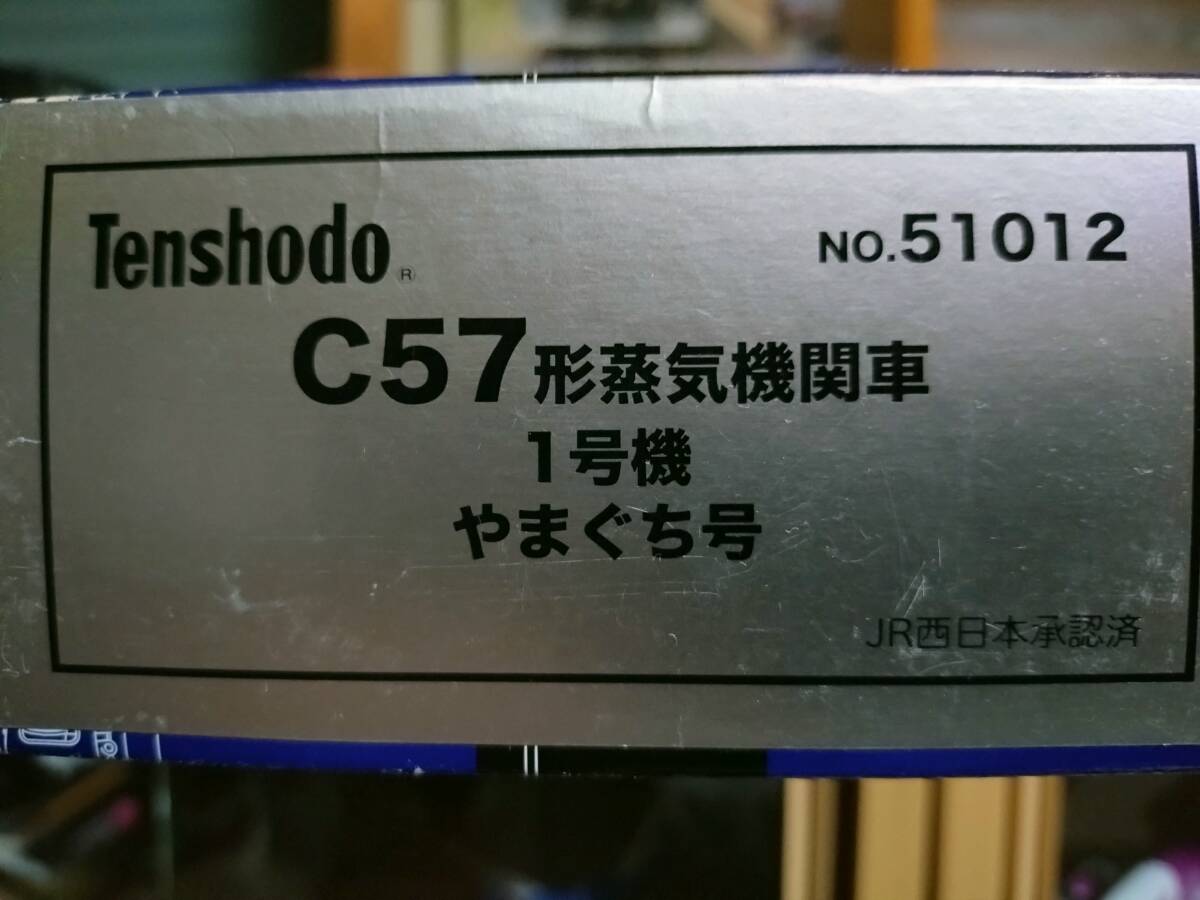 Tenshodo®
NO.51012
C57形蒸気機関車
1号機
やまぐち号
JR西日本承認済